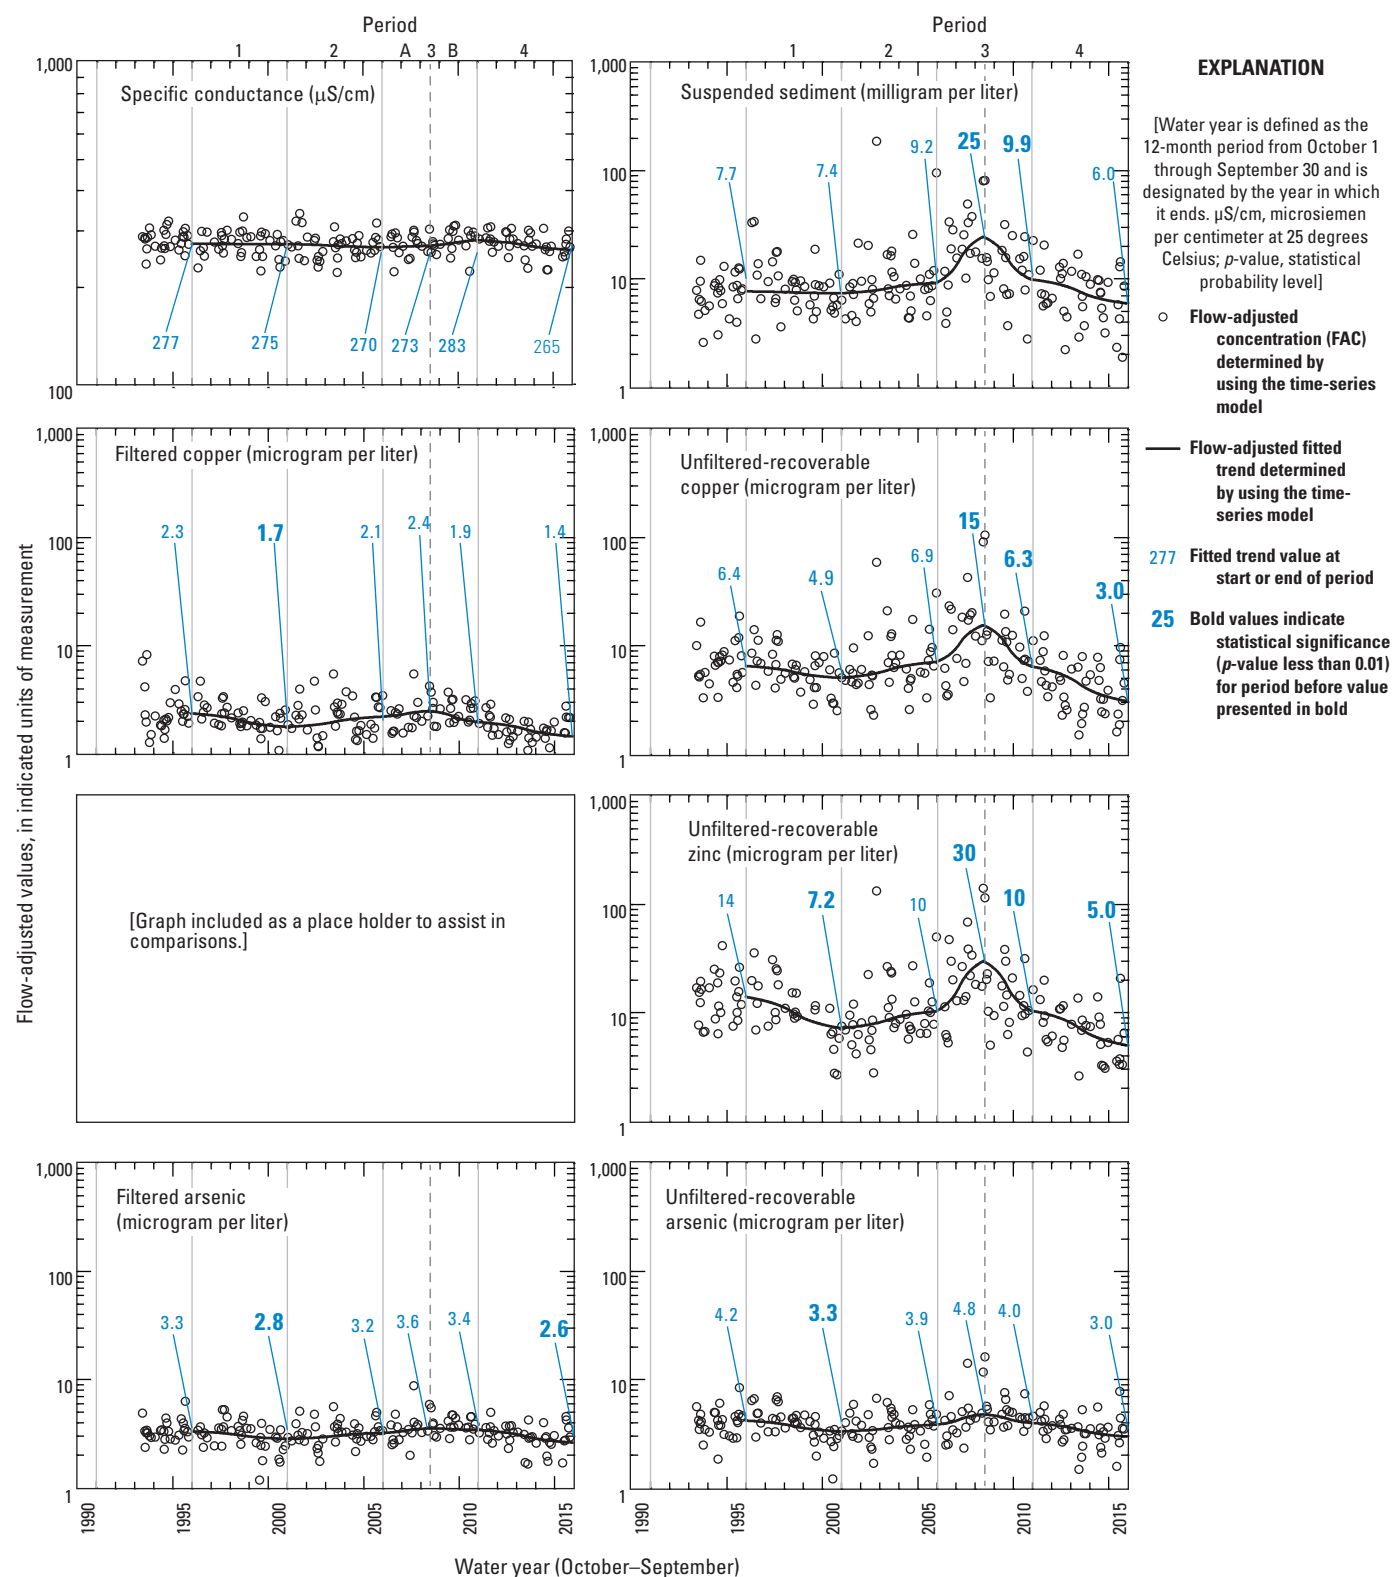 Period
1 2 A 3 B 4
1,000
Specific conductance (µS/cm)
277 275 270 273 283 265
100
Period
1 2 3 4
1,000
Suspended sediment (milligram per liter)
7.7 7.4 9.2 25 9.9 6.0
100
10
1
EXPLANATION
[Water year is defined as the
12-month period from October 1
through September 30 and is
designated by the year in which
it ends. µS/cm, microsiemen
per centimeter at 25 degrees
Celsius; p-value, statistical
probability level]
Flow-adjusted
concentration (FAC)
determined by
using the time-series
model
Flow-adjusted fitted
trend determined
by using the time-
series model
277 Fitted trend value at
start or end of period
25 Bold values indicate
statistical significance
(p-value less than 0.01)
for period before value
presented in bold
Flow-adjusted values, in indicated units of measurement
1,000
Filtered copper (microgram per liter)
2.3 1.7 2.1 2.4 1.9 1.4
100
10
1
1,000
Unfiltered-recoverable
copper (microgram per liter)
6.4 4.9 6.9 15 6.3 3.0
100
10
1
[Graph included as a place holder to assist in
comparisons.]
1,000
Unfiltered-recoverable
zinc (microgram per liter)
14 7.2 10 30 10 5.0
100
10
1
1,000
Filtered arsenic
(microgram per liter)
3.3 2.8 3.2 3.6 3.4 2.6
100
10
1
1990 1995 2000 2005 2010 2015
1,000
Unfiltered-recoverable
arsenic (microgram per liter)
4.2 3.3 3.9 4.8 4.0 3.0
100
10
1
1990 1995 2000 2005 2010 2015
Water year (October–September)